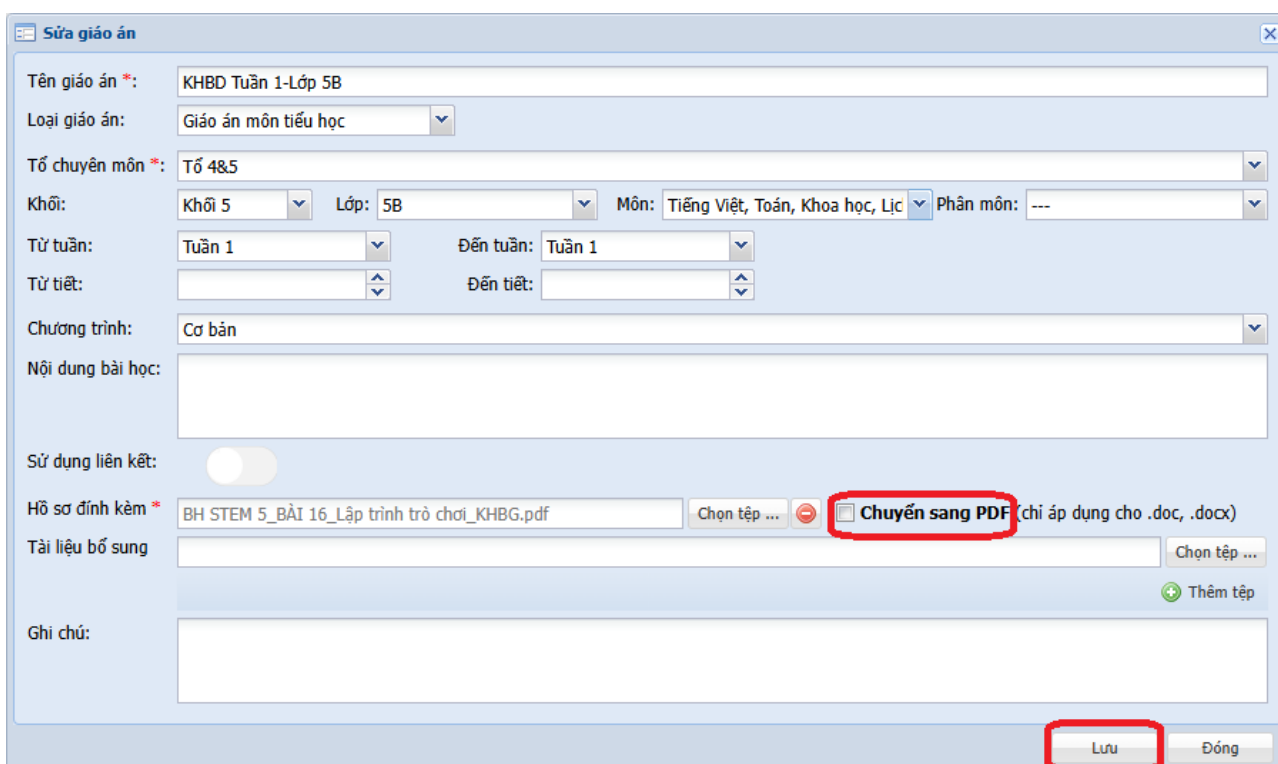 Sửa giáo án
Tên giáo án *: KHBD Tuần 1-Lớp 5B
Loại giáo án: Giáo án môn tiểu học
Tổ chuyên môn *: Tổ 4&5
Khối: Khối 5 Lớp: 5B Môn: Tiếng Việt, Toán, Khoa học, Lịc Phân môn: ---
Từ tuần: Tuần 1 Đến tuần: Tuần 1
Từ tiết: Đến tiết:
Chương trình: Cơ bản
Nội dung bài học:
Sử dụng liên kết:
Hồ sơ đính kèm * BH STEM 5_BÀI 16_Lập trình trò chơi_KHBG.pdf Chọn tệp ... Chuyển sang PDF (chỉ áp dụng cho .doc, .docx)
Tài liệu bổ sung Chọn tệp ...
Thêm tệp
Ghi chú:
Lưu Đóng